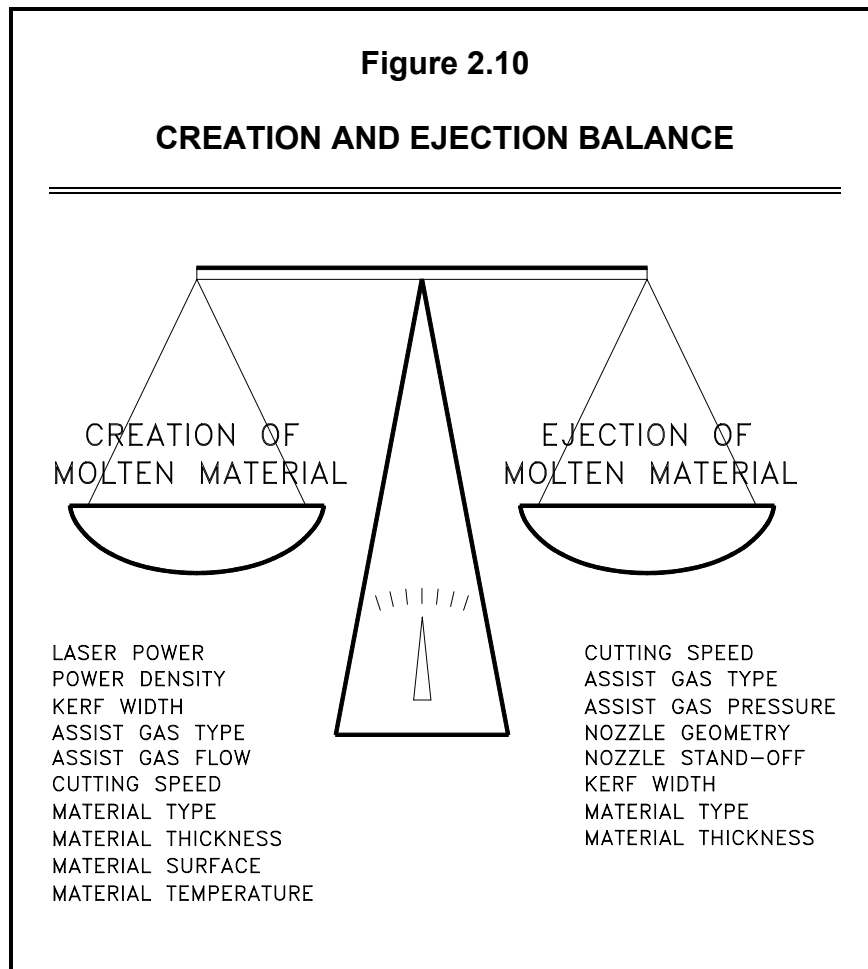 Figure 2.10
CREATION AND EJECTION BALANCE
CREATION OF
MOLTEN MATERIAL
EJECTION OF
MOLTEN MATERIAL
LASER POWER
POWER DENSITY
KERF WIDTH
ASSIST GAS TYPE
ASSIST GAS FLOW
CUTTING SPEED
MATERIAL TYPE
MATERIAL THICKNESS
MATERIAL SURFACE
MATERIAL TEMPERATURE
CUTTING SPEED
ASSIST GAS TYPE
ASSIST GAS PRESSURE
NOZZLE GEOMETRY
NOZZLE STAND-OFF
KERF WIDTH
MATERIAL TYPE
MATERIAL THICKNESS